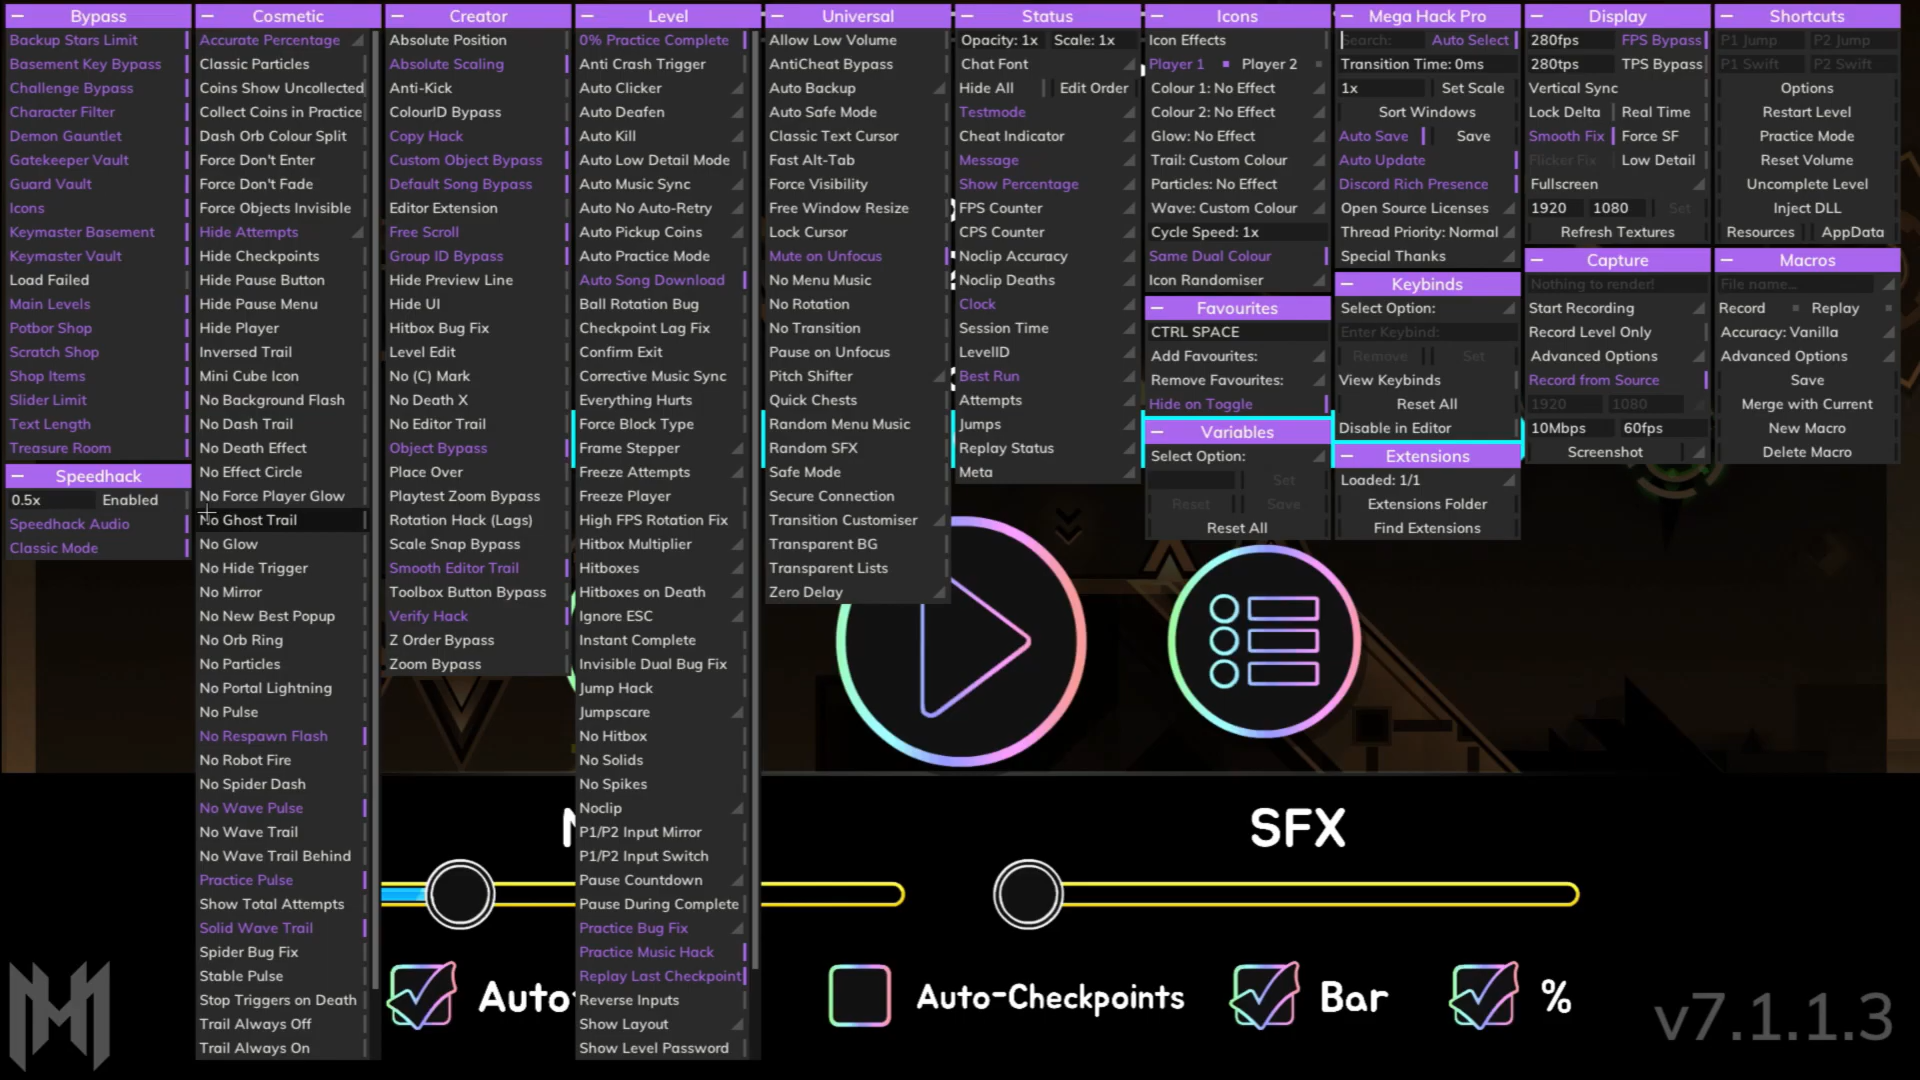 Bypass
Backup Stars Limit
Basement Key Bypass
Challenge Bypass
Character Filter
Demon Gauntlet
Gatekeeper Vault
Guard Vault
Icons
Keymaster Basement
Keymaster Vault
Load Failed
Main Levels
Potbor Shop
Scratch Shop
Shop Items
Slider Limit
Text Length
Treasure Room
Speedhack
0.5x Enabled
Speedhack Audio
Classic Mode
Cosmetic
Accurate Percentage
Classic Particles
Coins Show Uncollected
Collect Coins in Practice
Dash Orb Colour Split
Force Don't Enter
Force Don't Fade
Force Objects Invisible
Hide Attempts
Hide Checkpoints
Hide Pause Button
Hide Pause Menu
Hide Player
Inversed Trail
Mini Cube Icon
No Background Flash
No Dash Trail
No Death Effect
No Effect Circle
No Force Player Glow
No Ghost Trail
No Glow
No Hide Trigger
No Mirror
No New Best Popup
No Orb Ring
No Particles
No Portal Lightning
No Pulse
No Respawn Flash
No Robot Fire
No Spider Dash
No Wave Pulse
No Wave Trail
No Wave Trail Behind
Practice Pulse
Show Total Attempts
Solid Wave Trail
Spider Bug Fix
Stable Pulse
Stop Triggers on Death
Trail Always Off
Trail Always On
Creator
Absolute Position
Absolute Scaling
Anti-Kick
ColourID Bypass
Copy Hack
Custom Object Bypass
Default Song Bypass
Editor Extension
Free Scroll
Group ID Bypass
Hide Preview Line
Hide UI
Hitbox Bug Fix
Level Edit
No (C) Mark
No Death X
No Editor Trail
Object Bypass
Place Over
Playtest Zoom Bypass
Rotation Hack (Lags)
Scale Snap Bypass
Smooth Editor Trail
Toolbox Button Bypass
Verify Hack
Z Order Bypass
Zoom Bypass
Level
0% Practice Complete
Anti Crash Trigger
Auto Clicker
Auto Deafen
Auto Kill
Auto Low Detail Mode
Auto Music Sync
Auto No Auto-Retry
Auto Pickup Coins
Auto Practice Mode
Auto Song Download
Ball Rotation Bug
Checkpoint Lag Fix
Confirm Exit
Corrective Music Sync
Everything Hurts
Force Block Type
Frame Stepper
Freeze Attempts
Freeze Player
High FPS Rotation Fix
Hitbox Multiplier
Hitboxes
Hitboxes on Death
Ignore ESC
Instant Complete
Invisible Dual Bug Fix
Jump Hack
Jumpscare
No Hitbox
No Solids
No Spikes
Noclip
P1/P2 Input Mirror
P1/P2 Input Switch
Pause Countdown
Pause During Complete
Practice Bug Fix
Practice Music Hack
Replay Last Checkpoint
Reverse Inputs
Show Layout
Show Level Password
Universal
Allow Low Volume
AntiCheat Bypass
Auto Backup
Auto Safe Mode
Classic Text Cursor
Fast Alt-Tab
Force Visibility
Free Window Resize
Lock Cursor
Mute on Unfocus
No Menu Music
No Rotation
No Transition
Pause on Unfocus
Pitch Shifter
Quick Chests
Random Menu Music
Random SFX
Safe Mode
Secure Connection
Transition Customiser
Transparent BG
Transparent Lists
Zero Delay
Status
Opacity: 1x Scale: 1x
Chat Font
Hide All Edit Order
Testmode
Cheat Indicator
Message
Show Percentage
FPS Counter
CPS Counter
Noclip Accuracy
Noclip Deaths
Clock
Session Time
LevelID
Best Run
Attempts
Jumps
Replay Status
Meta
Icons
Icon Effects
Player 1 Player 2
Colour 1: No Effect
Colour 2: No Effect
Glow: No Effect
Trail: Custom Colour
Particles: No Effect
Wave: Custom Colour
Cycle Speed: 1x
Same Dual Colour
Icon Randomiser
Favourites
CTRL SPACE
Add Favourites:
Remove Favourites:
Hide on Toggle
Variables
Select Option:
Set
Reset Save
Reset All
Mega Hack Pro
Search: Auto Select
Transition Time: 0ms
1x Set Scale
Sort Windows
Auto Save Save
Auto Update
Discord Rich Presence
Open Source Licenses
Thread Priority: Normal
Special Thanks
Keybinds
Select Option:
Enter Keybind:
Remove Set
View Keybinds
Reset All
Disable in Editor
Extensions
Loaded: 1/1
Extensions Folder
Find Extensions
Display
280fps FPS Bypass
280tps TPS Bypass
Vertical Sync
Lock Delta Real Time
Smooth Fix Force SF
Flicker Fix Low Detail
Fullscreen
1920 1080 Set
Refresh Textures
Capture
Nothing to render!
Start Recording
Record Level Only
Advanced Options
Record from Source
1920 1080
10Mbps 60fps
Screenshot
Shortcuts
P1 Jump P2 Jump
P1 Swift P2 Swift
Options
Restart Level
Practice Mode
Reset Volume
Uncomplete Level
Inject DLL
Resources AppData
Macros
File name...
Record Replay
Accuracy: Vanilla
Advanced Options
Save
Merge with Current
New Macro
Delete Macro
SFX
Auto-
Auto-Checkpoints
Bar
%
v7.1.1.3